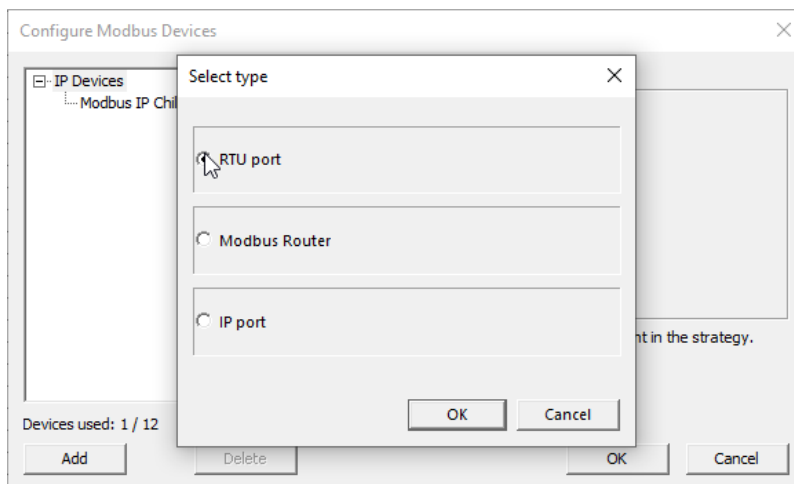 Configure Modbus Devices
IP Devices
Modbus IP Chil
Select type
RTU port
Modbus Router
IP port
OK Cancel
nt in the strategy.
Devices used: 1 / 12
Add Delete OK Cancel